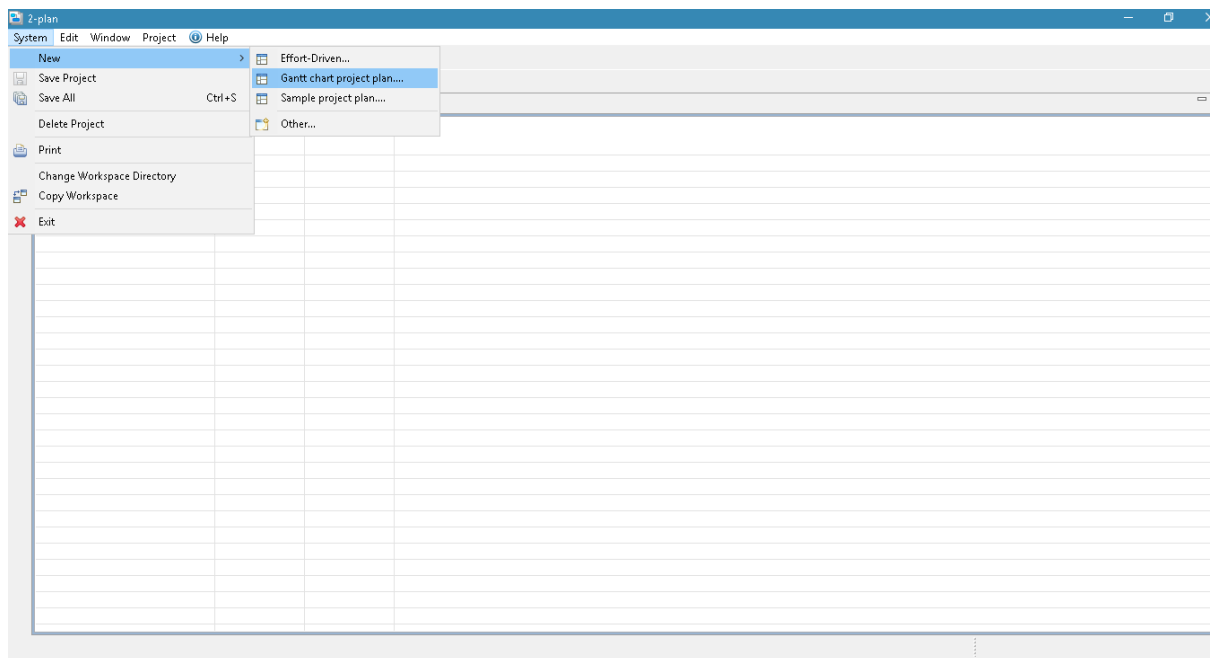 2-plan
System Edit Window Project Help
New > Effort-Driven...
Save Project Gantt chart project plan....
Save All Ctrl+S Sample project plan....
Delete Project Other...
Print
Change Workspace Directory
Copy Workspace
Exit